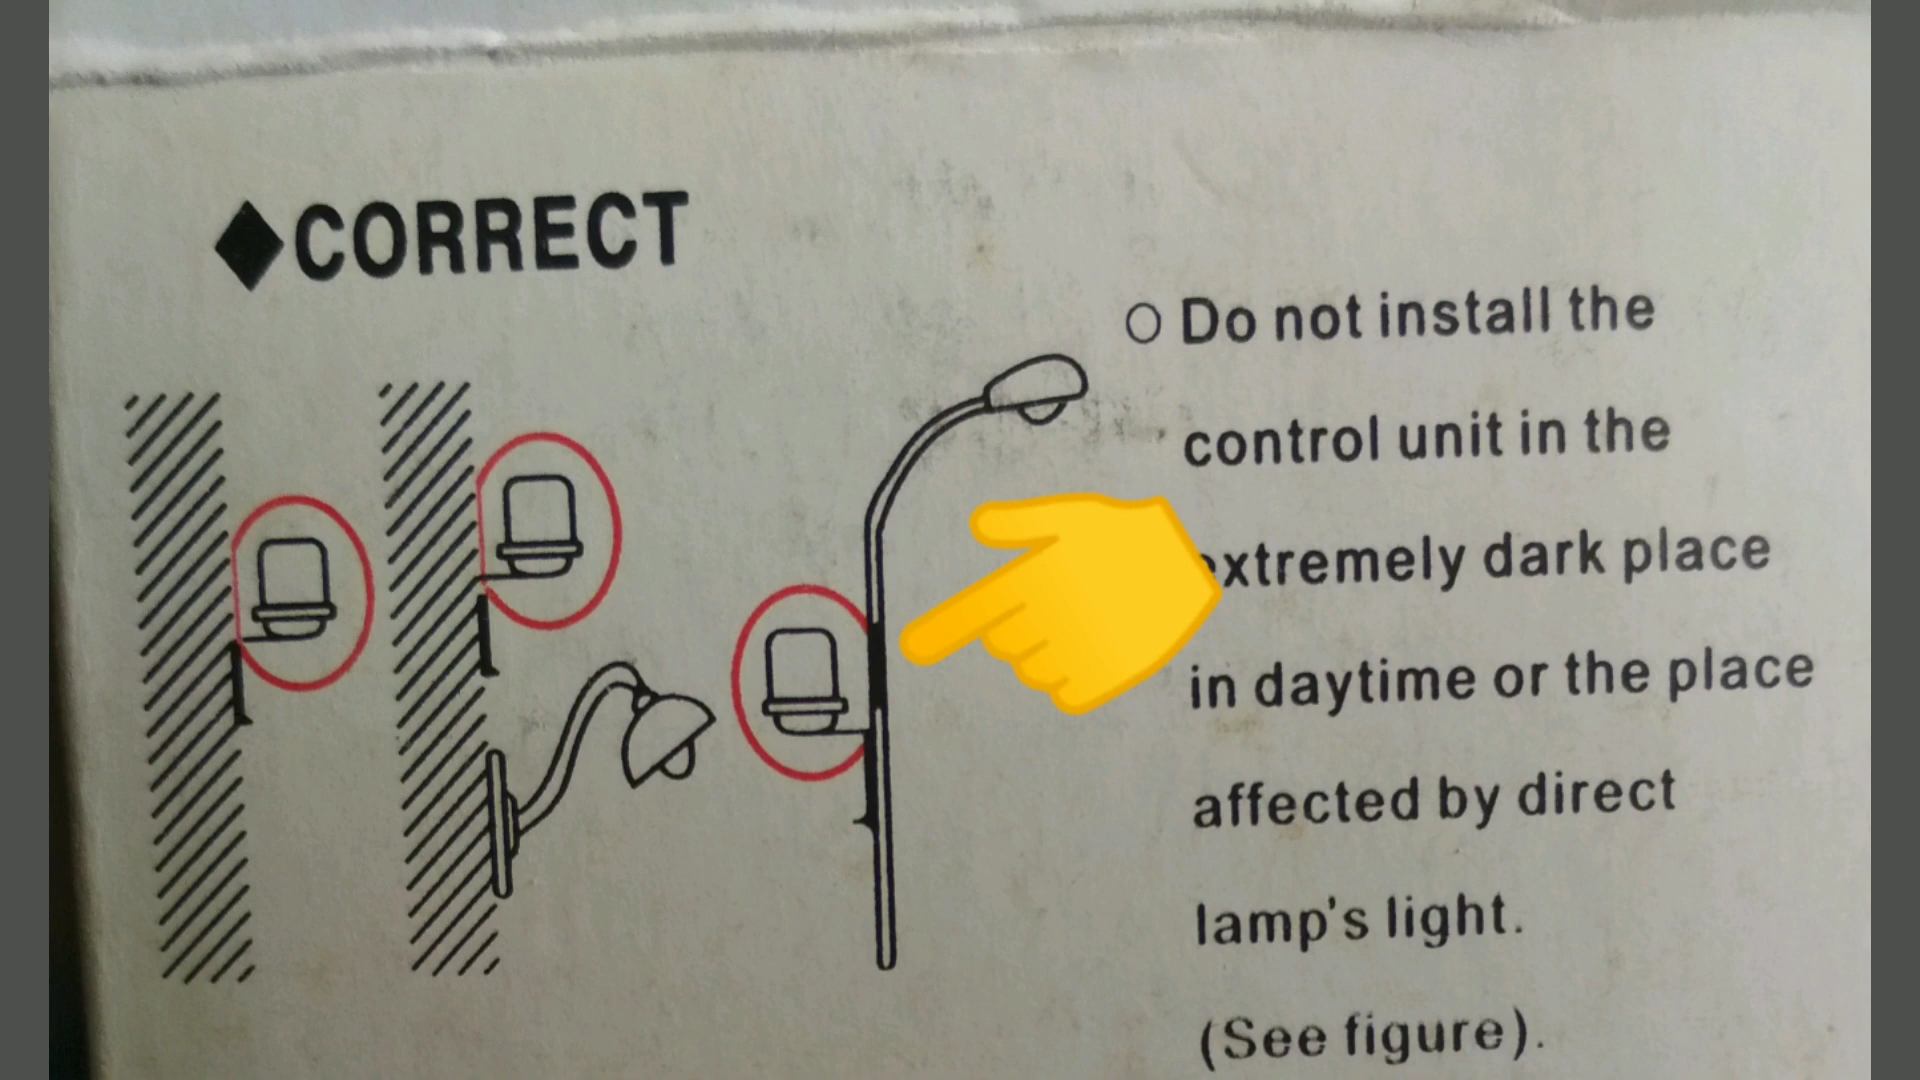 ◆CORRECT
○ Do not install the
control unit in the
extremely dark place
in daytime or the place
affected by direct
lamp's light.
(See figure).